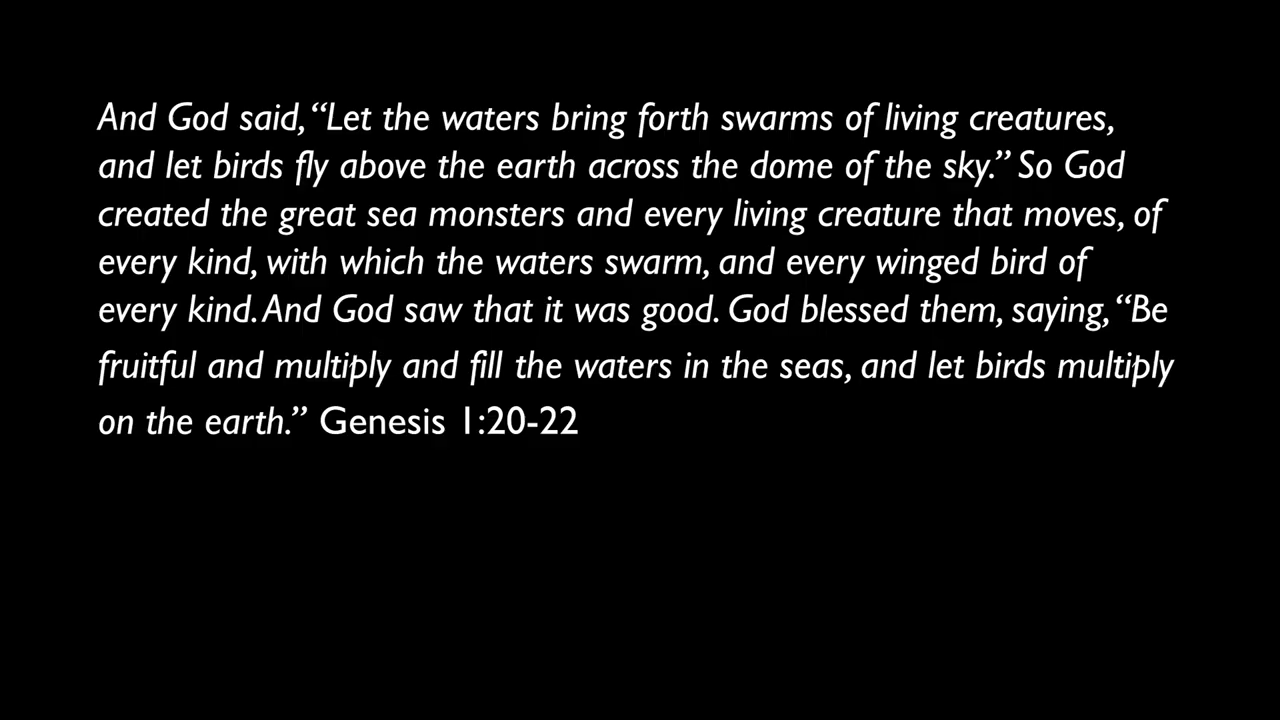 And God said, “Let the waters bring forth swarms of living creatures,
and let birds fly above the earth across the dome of the sky.” So God
created the great sea monsters and every living creature that moves, of
every kind, with which the waters swarm, and every winged bird of
every kind. And God saw that it was good. God blessed them, saying, “Be
fruitful and multiply and fill the waters in the seas, and let birds multiply
on the earth.” Genesis 1:20-22